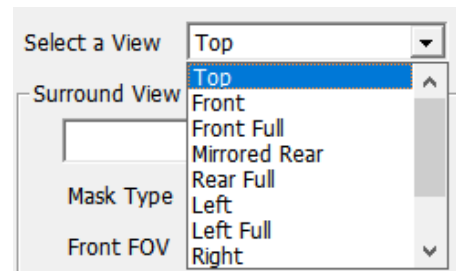 Select a View Top
Top
Surround View
Front
Front Full
Mirrored Rear
Rear Full
Mask Type
Left
Left Full
Front FOV
Right